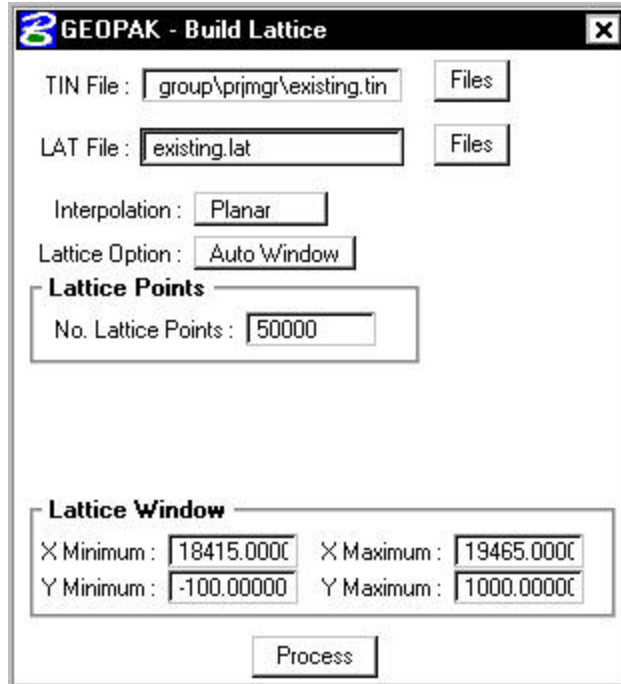 GEOPAK - Build Lattice
TIN File : group\prjmgr\existing.tin Files
LAT File : existing.lat Files
Interpolation : Planar
Lattice Option : Auto Window
Lattice Points
No. Lattice Points : 50000
Lattice Window
X Minimum : 18415.0000 X Maximum : 19465.0000
Y Minimum : -100.00000 Y Maximum : 1000.00000
Process